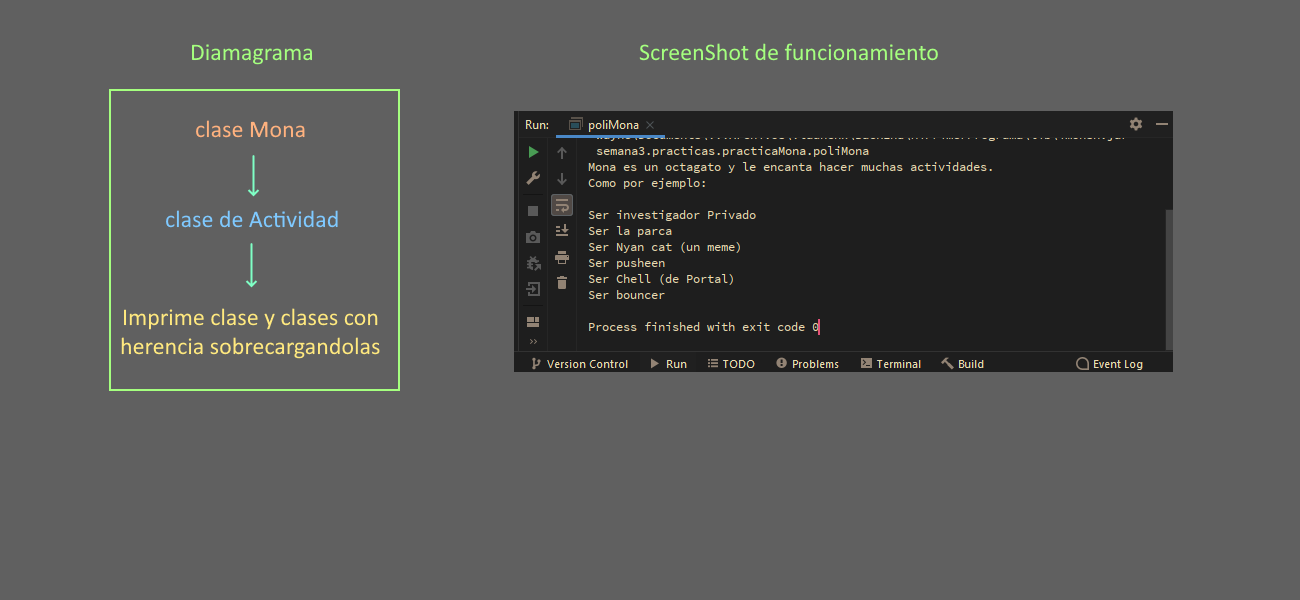 Diamagrama
clase Mona
clase de Actividad
Imprime clase y clases con
herencia sobrecargandolas
ScreenShot de funcionamiento
Run: poliMona
semana3.practicas.practicaMona.poliMona
Mona es un octagato y le encanta hacer muchas actividades.
Como por ejemplo:
Ser investigador Privado
Ser la parca
Ser Nyan cat (un meme)
Ser pusheen
Ser Chell (de Portal)
Ser bouncer
Process finished with exit code 0
Version Control Run TODO Problems Terminal Build Event Log